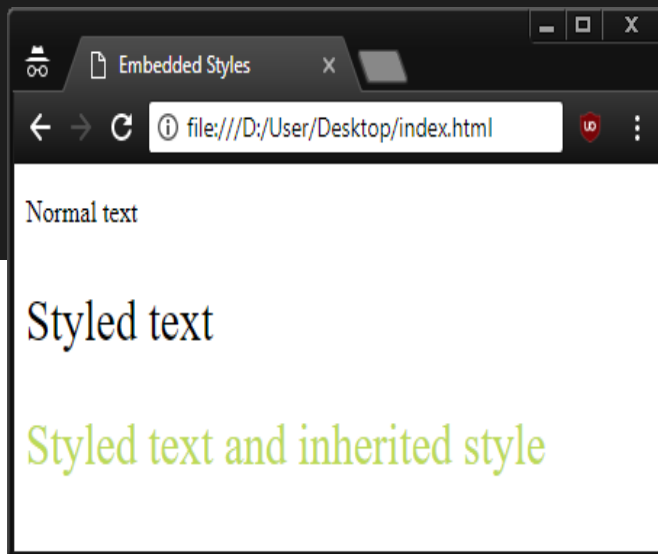 Embedded Styles
file:///D:/User/Desktop/index.html
Normal text
Styled text
Styled text and inherited style